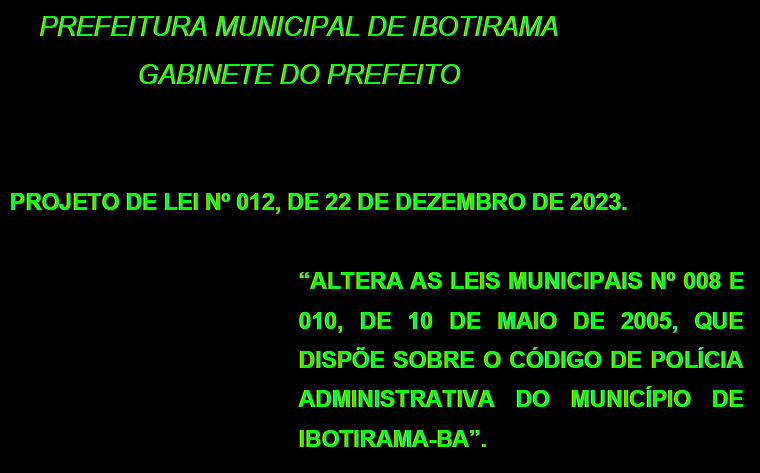 PREFEITURA MUNICIPAL DE IBOTIRAMA
GABINETE DO PREFEITO
PROJETO DE LEI Nº 012, DE 22 DE DEZEMBRO DE 2023.
“ALTERA AS LEIS MUNICIPAIS Nº 008 E
010, DE 10 DE MAIO DE 2005, QUE
DISPÕE SOBRE O CÓDIGO DE POLÍCIA
ADMINISTRATIVA DO MUNICÍPIO DE
IBOTIRAMA-BA”.